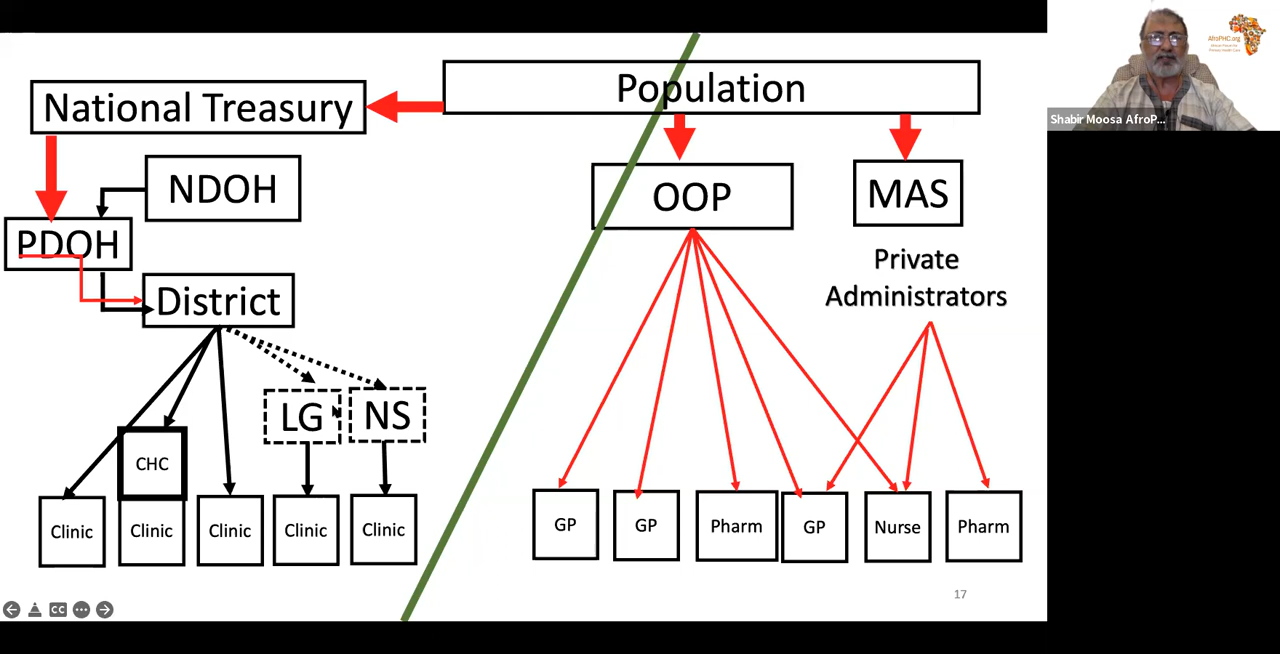 Population
National Treasury
NDOH
OOP
MAS
PDOH
Private
Administrators
District
LG
NS
CHC
Clinic
Clinic
Clinic
Clinic
Clinic
GP
GP
Pharm
GP
Nurse
Pharm
17
CC
AfroPHC.org
Shabir Moosa AfroP...